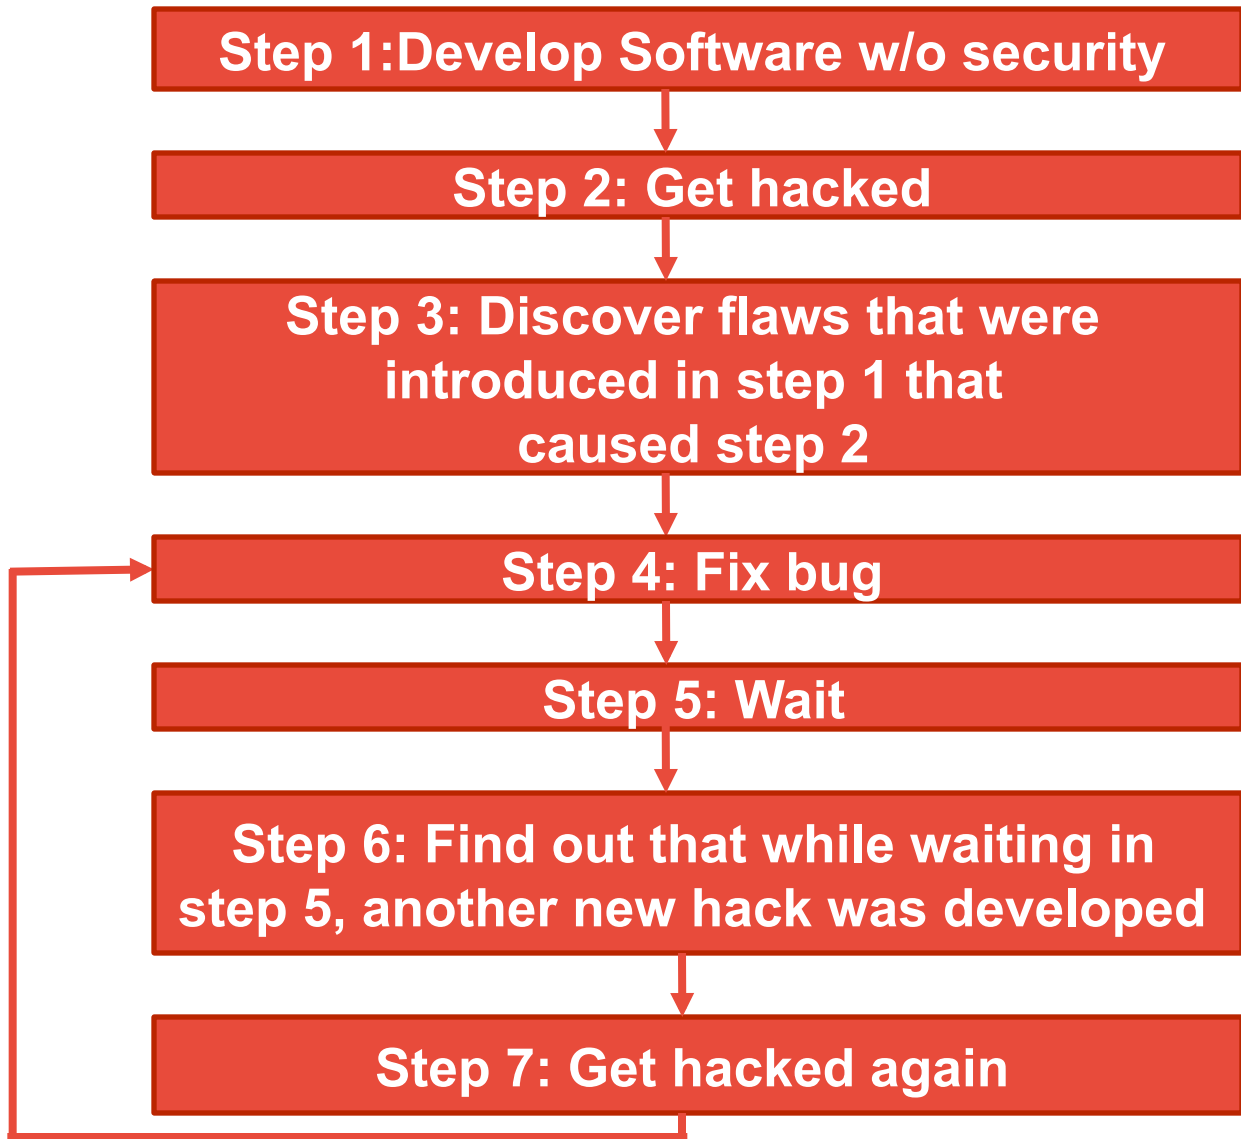 Step 1:Develop Software w/o security
Step 2: Get hacked
Step 3: Discover flaws that were
introduced in step 1 that
caused step 2
Step 4: Fix bug
Step 5: Wait
Step 6: Find out that while waiting in
step 5, another new hack was developed
Step 7: Get hacked again